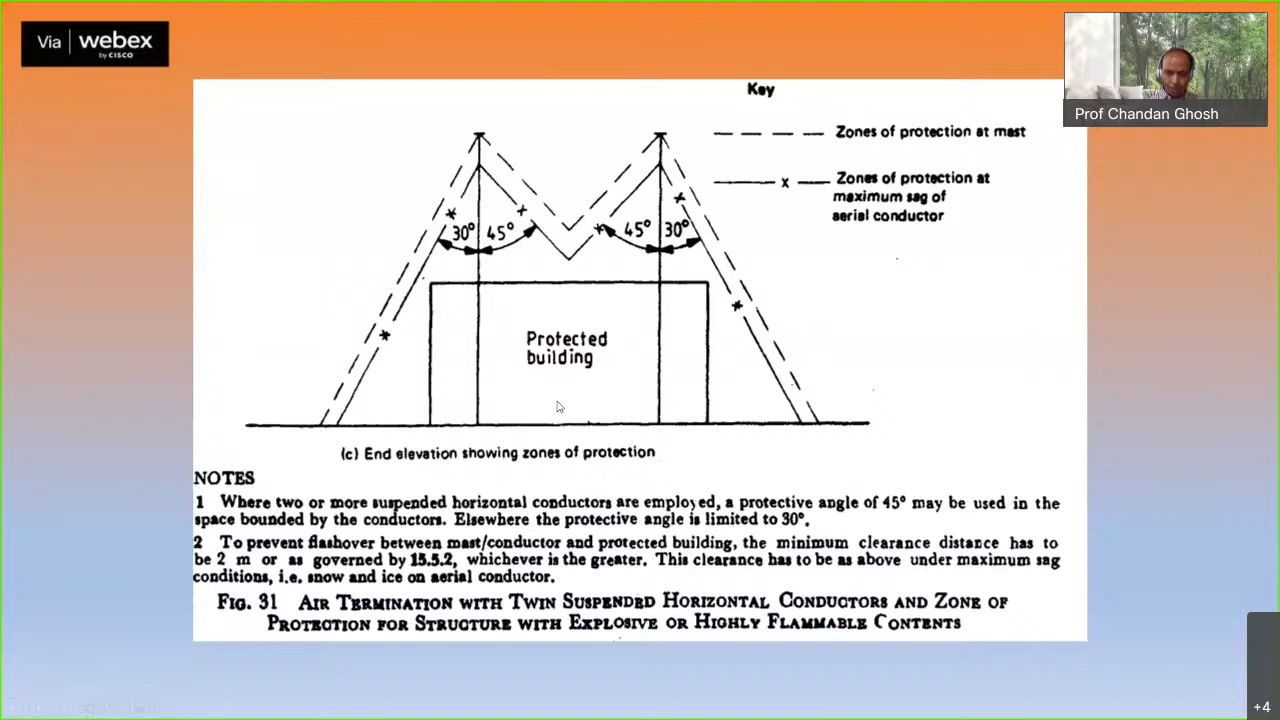 Via webex
by CISCO
Prof Chandan Ghosh
Key
Zones of protection at mast
x Zones of protection at
maximum sag of
aerial conductor
30° 45° 45° 30°
Protected
building
(c) End elevation showing zones of protection
NOTES
1 Where two or more suspended horizontal conductors are employed, a protective angle of 45° may be used in the
space bounded by the conductors. Elsewhere the protective angle is limited to 30°.
2 To prevent flashover between mast/conductor and protected building, the minimum clearance distance has to
be 2 m or as governed by 15.5.2, whichever is the greater. This clearance has to be as above under maximum sag
conditions, i.e. snow and ice on aerial conductor.
FIG. 31 AIR TERMINATION WITH TWIN SUSPENDED HORIZONTAL CONDUCTORS AND ZONE OF
PROTECTION FOR STRUCTURE WITH EXPLOSIVE OR HIGHLY FLAMMABLE CONTENTS
+4